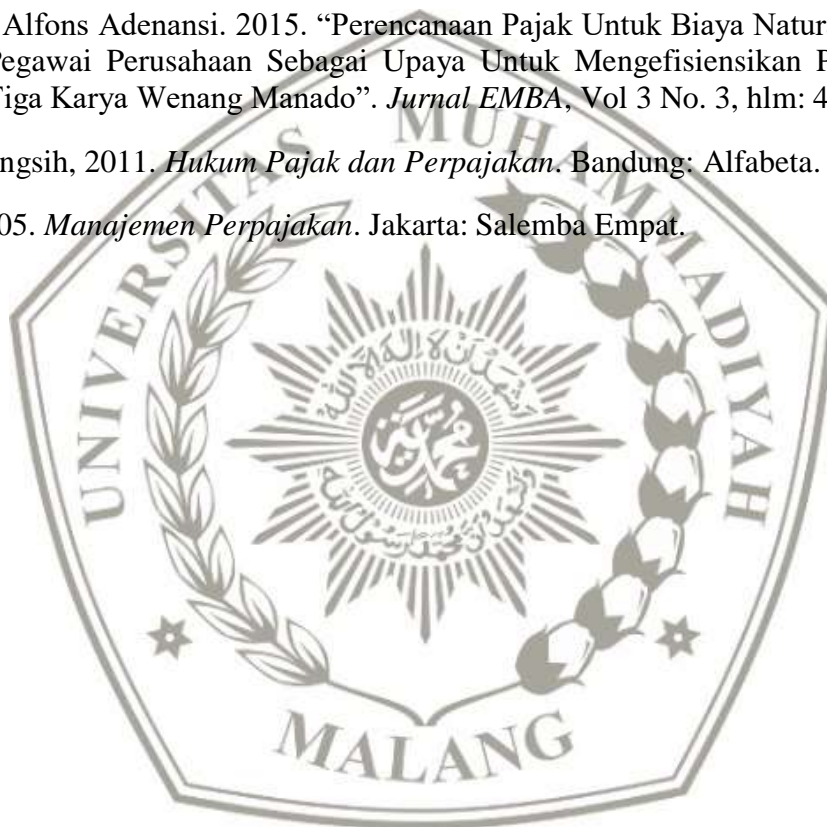 Alfons Adenansi. 2015. “Perencanaan Pajak Untuk Biaya Natur
Pegawai Perusahaan Sebagai Upaya Untuk Mengefisiensikan P
Tiga Karya Wenang Manado”. Jurnal EMBA, Vol 3 No. 3, hlm: 4
ngsih, 2011. Hukum Pajak dan Perpajakan. Bandung: Alfabeta.
05. Manajemen Perpajakan. Jakarta: Salemba Empat.
UNIVERSITAS MUHAMMADIYAH
MALANG